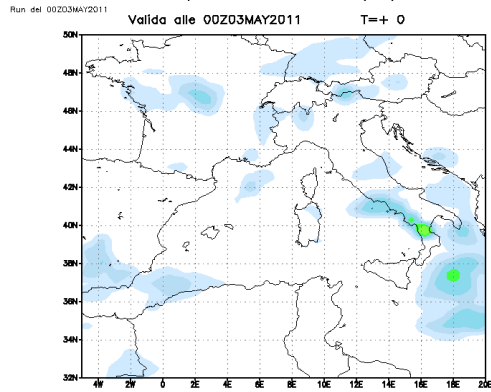 Run del 00Z03MAY2011
Valida alle 00Z03MAY2011 T=+ 0
50N
48N
46N
44N
42N
40N
38N
36N
34N
32N
4W 2W 0 2E 4E 6E 8E 10E 12E 14E 16E 18E 20E